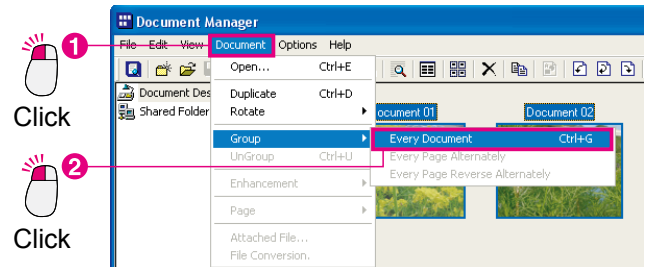 Document Manager
File Edit View Document Options Help
1
Click
Open... Ctrl+E
Document Des
Shared Folder
Duplicate Ctrl+D
Rotate
ocument 01
Document 02
Group
Every Document Ctrl+G
UnGroup Ctrl+U
Every Page Alternately
Every Page Reverse Alternately
2
Click
Enhancement
Page
Attached File...
File Conversion.